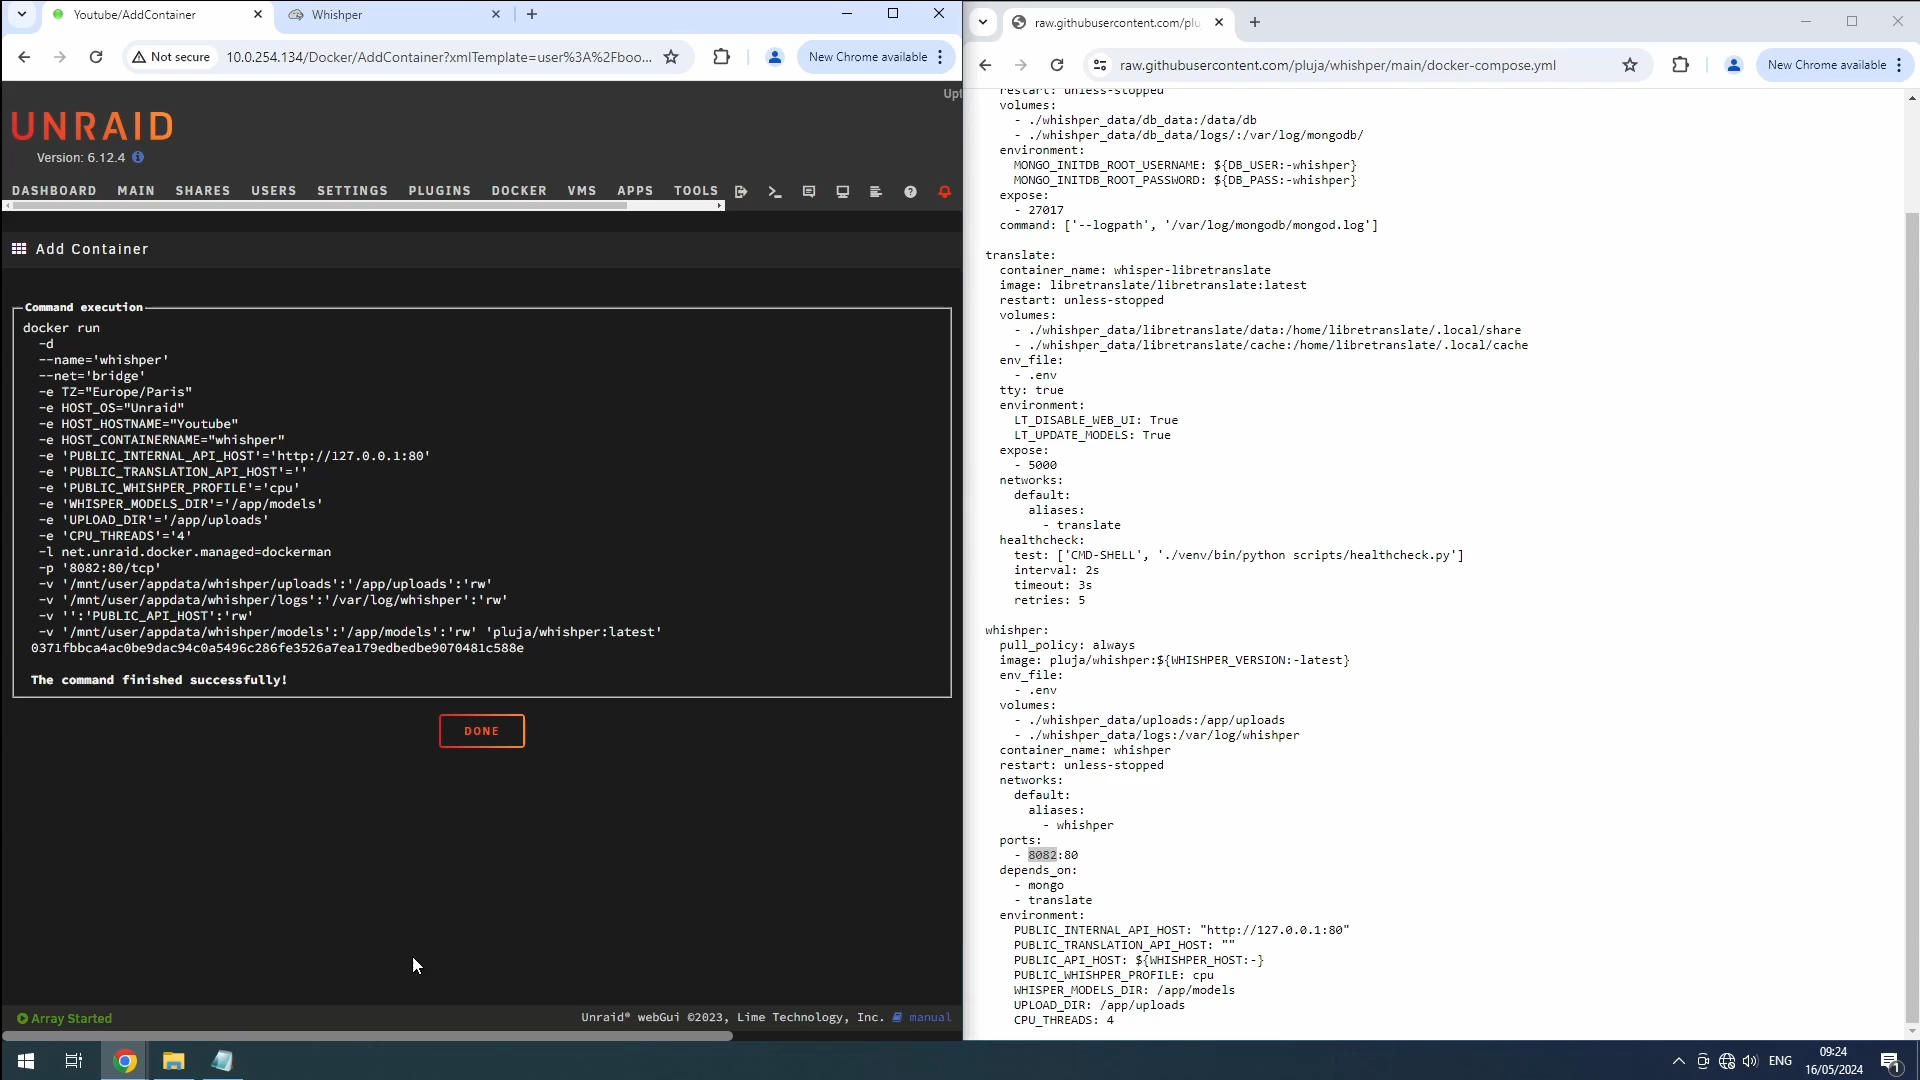 Youtube/AddContainer
Whishper
Not secure
10.0.254.134/Docker/AddContainer?xmlTemplate=user%3A%2Fboo...
New Chrome available
UNRAID
Version: 6.12.4
DASHBOARD MAIN SHARES USERS SETTINGS PLUGINS DOCKER VMS APPS TOOLS
Add Container
Command execution
docker run
-d
--name='whishper'
--net='bridge'
-e TZ="Europe/Paris"
-e HOST_OS="Unraid"
-e HOST_HOSTNAME="Youtube"
-e HOST_CONTAINERNAME="whishper"
-e 'PUBLIC_INTERNAL_API_HOST'='http://127.0.0.1:80'
-e 'PUBLIC_TRANSLATION_API_HOST'=''
-e 'PUBLIC_WHISHPER_PROFILE'='cpu'
-e 'WHISPER_MODELS_DIR'='/app/models'
-e 'UPLOAD_DIR'='/app/uploads'
-e 'CPU_THREADS'='4'
-l net.unraid.docker.managed=dockerman
-p '8082:80/tcp'
-v '/mnt/user/appdata/whishper/uploads':'/app/uploads':'rw'
-v '/mnt/user/appdata/whishper/logs':'/var/log/whishper':'rw'
-v '':'PUBLIC_API_HOST':'rw'
-v '/mnt/user/appdata/whishper/models':'/app/models':'rw' 'pluja/whishper:latest'
0371fbbca4ac0be9dac94c0a5496c286fe3526a7ea179edbedbe9070481c588e
The command finished successfully!
DONE
Array Started
Unraid® webGui ©2023, Lime Technology, Inc. manual
raw.githubusercontent.com/plu
raw.githubusercontent.com/pluja/whishper/main/docker-compose.yml
New Chrome available
restart: unless-stopped
volumes:
- ./whishper_data/db_data:/data/db
- ./whishper_data/db_data/logs/:/var/log/mongodb/
environment:
MONGO_INITDB_ROOT_USERNAME: ${DB_USER:-whishper}
MONGO_INITDB_ROOT_PASSWORD: ${DB_PASS:-whishper}
expose:
- 27017
command: ['--logpath', '/var/log/mongodb/mongod.log']
translate:
container_name: whisper-libretranslate
image: libretranslate/libretranslate:latest
restart: unless-stopped
volumes:
- ./whishper_data/libretranslate/data:/home/libretranslate/.local/share
- ./whishper_data/libretranslate/cache:/home/libretranslate/.local/cache
env_file:
- .env
tty: true
environment:
LT_DISABLE_WEB_UI: True
LT_UPDATE_MODELS: True
expose:
- 5000
networks:
default:
aliases:
- translate
healthcheck:
test: ['CMD-SHELL', './venv/bin/python scripts/healthcheck.py']
interval: 2s
timeout: 3s
retries: 5
whishper:
pull_policy: always
image: pluja/whishper:${WHISHPER_VERSION:-latest}
env_file:
- .env
volumes:
- ./whishper_data/uploads:/app/uploads
- ./whishper_data/logs:/var/log/whishper
container_name: whishper
restart: unless-stopped
networks:
default:
aliases:
- whishper
ports:
- 8082:80
depends_on:
- mongo
- translate
environment:
PUBLIC_INTERNAL_API_HOST: "http://127.0.0.1:80"
PUBLIC_TRANSLATION_API_HOST: ""
PUBLIC_API_HOST: ${WHISHPER_HOST:-}
PUBLIC_WHISHPER_PROFILE: cpu
WHISPER_MODELS_DIR: /app/models
UPLOAD_DIR: /app/uploads
CPU_THREADS: 4
ENG
09:24
16/05/2024
1